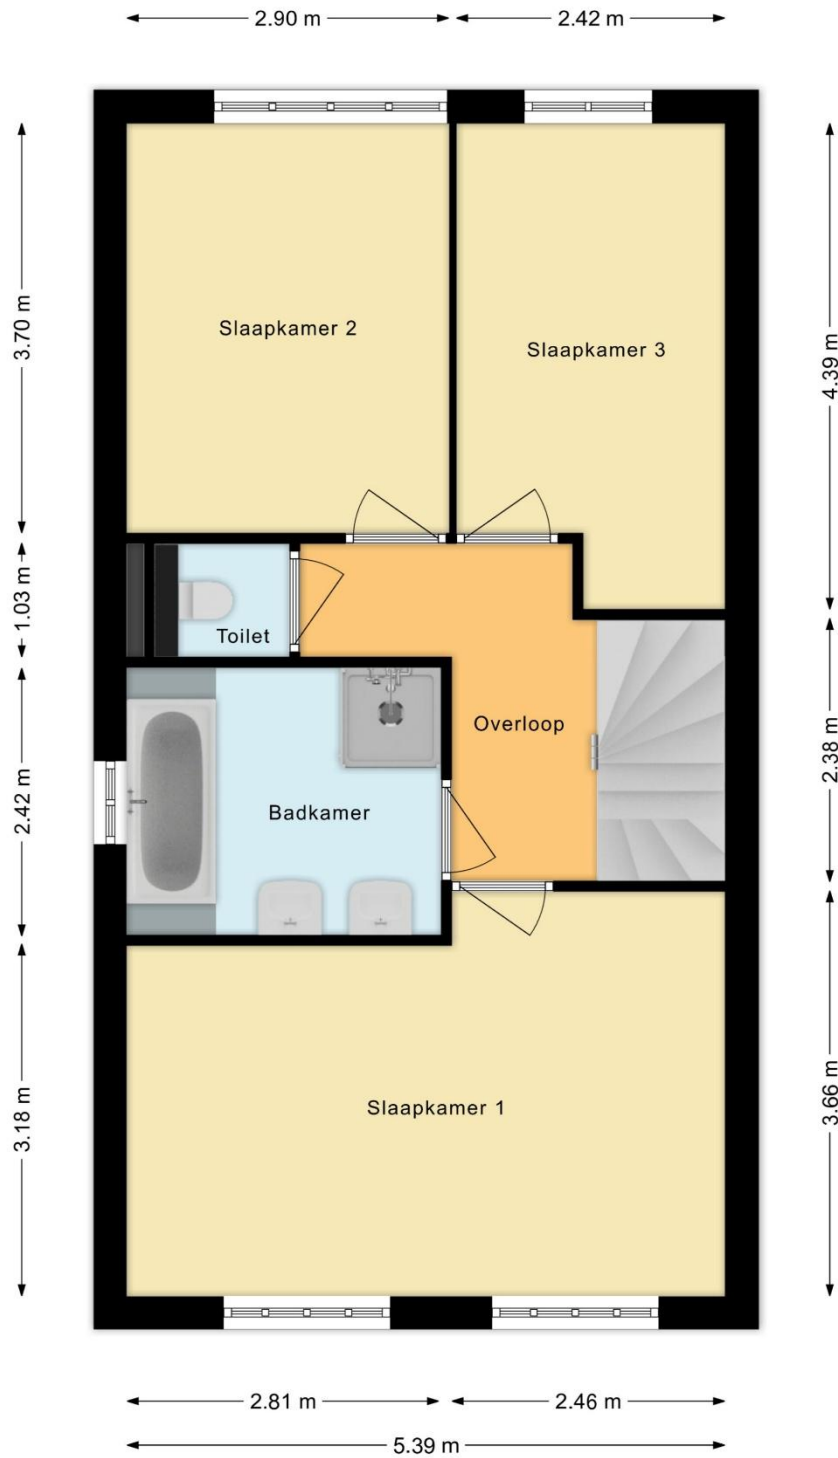 2.90 m
2.42 m
3.70 m
4.39 m
Slaapkamer 2
Slaapkamer 3
1.03 m
Toilet
2.42 m
2.38 m
Overloop
Badkamer
3.18 m
3.66 m
Slaapkamer 1
2.81 m
2.46 m
5.39 m